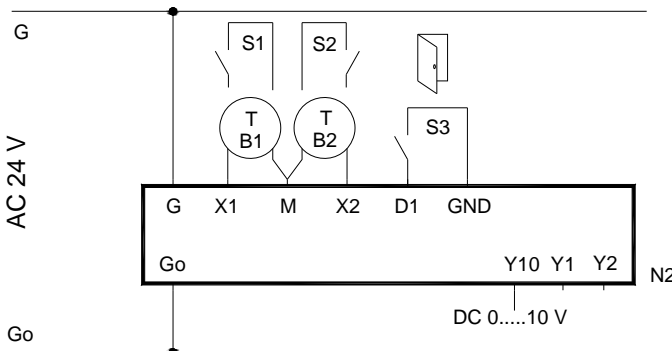 G
S1 S2
T T
B1 B2
S3
AC 24 V
G X1 M X2 D1 GND
Go Y10 Y1 Y2
N2
DC 0.....10 V
Go